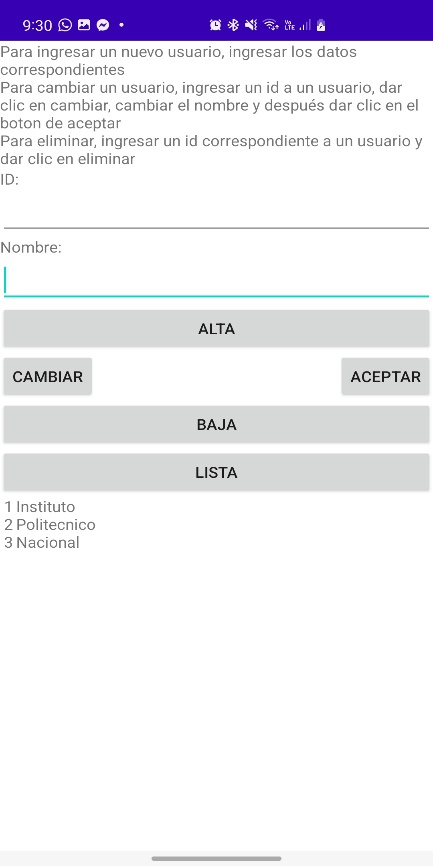 9:30
Vo
LTE
Para ingresar un nuevo usuario, ingresar los datos
correspondientes
Para cambiar un usuario, ingresar un id a un usuario, dar
clic en cambiar, cambiar el nombre y después dar clic en el
boton de aceptar
Para eliminar, ingresar un id correspondiente a un usuario y
dar clic en eliminar
ID:
Nombre:
ALTA
CAMBIAR ACEPTAR
BAJA
LISTA
1 Instituto
2 Politecnico
3 Nacional